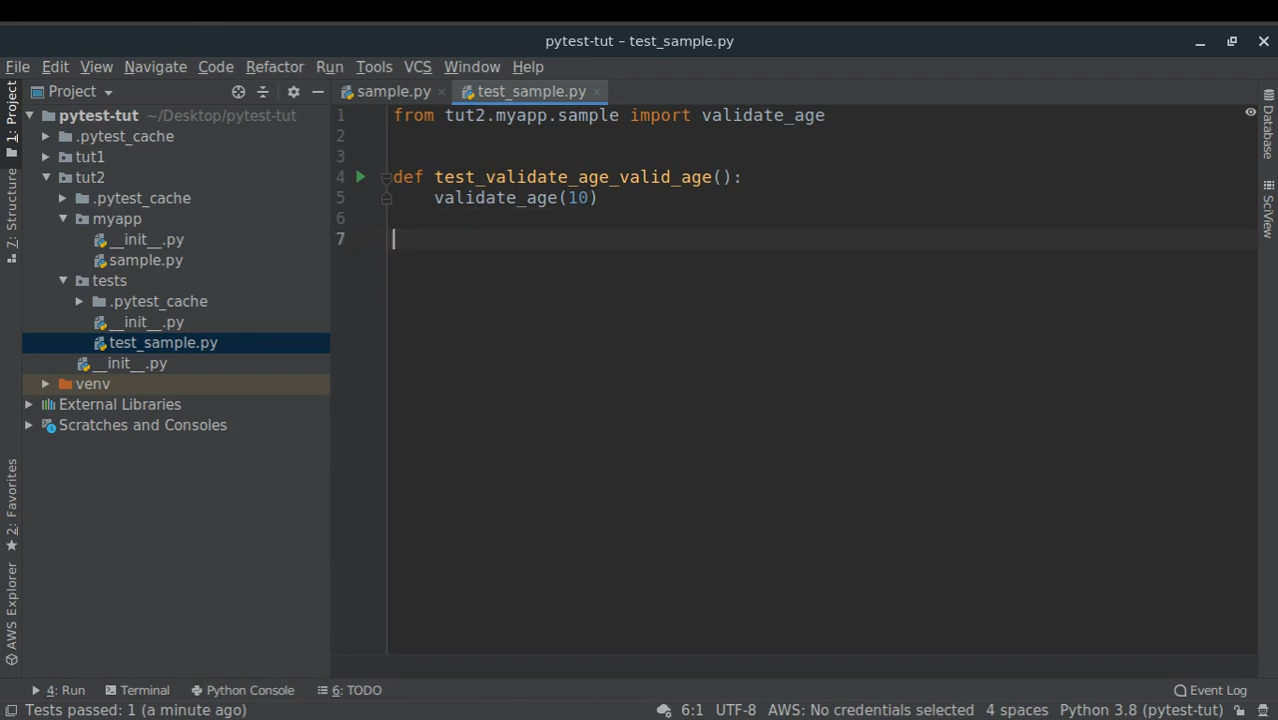 pytest-tut – test_sample.py
File Edit View Navigate Code Refactor Run Tools VCS Window Help
Project
sample.py
test_sample.py
1: Project
7: Structure
2: Favorites
AWS Explorer
pytest-tut ~/Desktop/pytest-tut
.pytest_cache
tut1
tut2
.pytest_cache
myapp
__init__.py
sample.py
tests
.pytest_cache
__init__.py
test_sample.py
__init__.py
venv
External Libraries
Scratches and Consoles
1 from tut2.myapp.sample import validate_age
2
3
4 def test_validate_age_valid_age():
5     validate_age(10)
6
7
Database
SciView
4: Run Terminal Python Console 6: TODO Event Log
Tests passed: 1 (a minute ago) 6:1 UTF-8 AWS: No credentials selected 4 spaces Python 3.8 (pytest-tut)